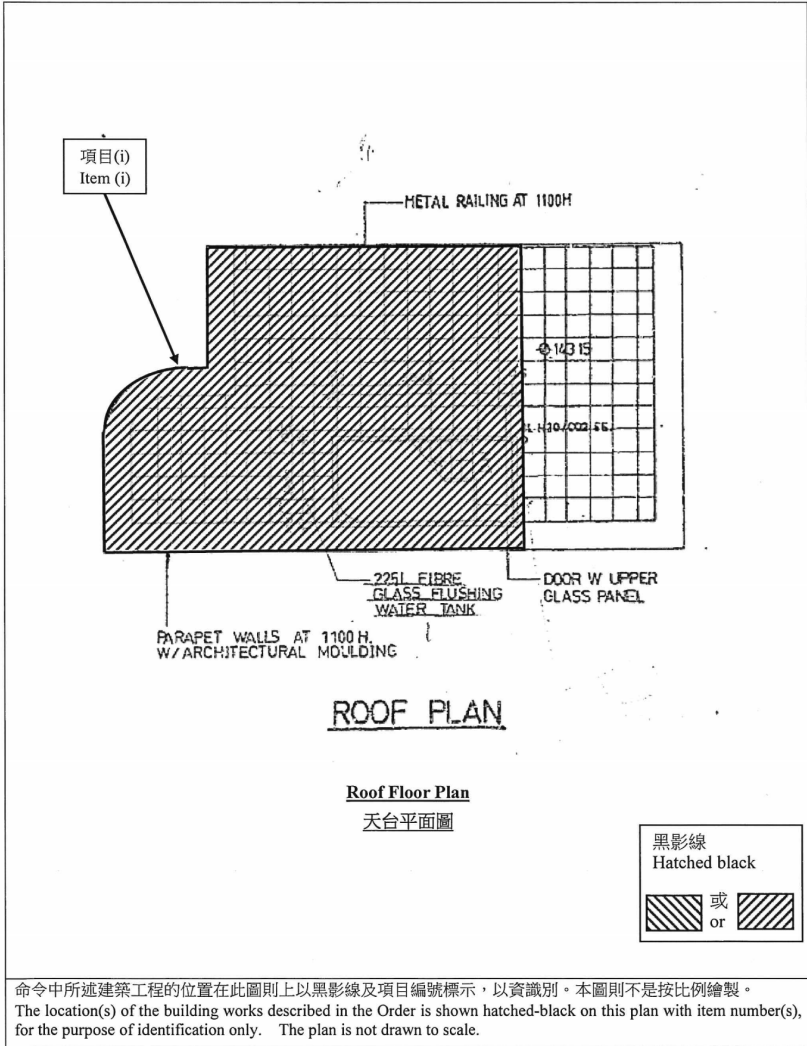 項目(i)
Item (i)
METAL RAILING AT 1100H
14315
225L FIBRE
GLASS FLUSHING
WATER TANK
DOOR W UPPER
GLASS PANEL
PARAPET WALLS AT 1100H.
W/ARCHITECTURAL MOULDING
ROOF PLAN
Roof Floor Plan
天台平面圖
黑影線
Hatched black
或
or
命令中所述建築工程的位置在此圖則上以黑影線及項目編號標示，以資識別。本圖則不是按比例繪製。
The location(s) of the building works described in the Order is shown hatched-black on this plan with item number(s),
for the purpose of identification only. The plan is not drawn to scale.